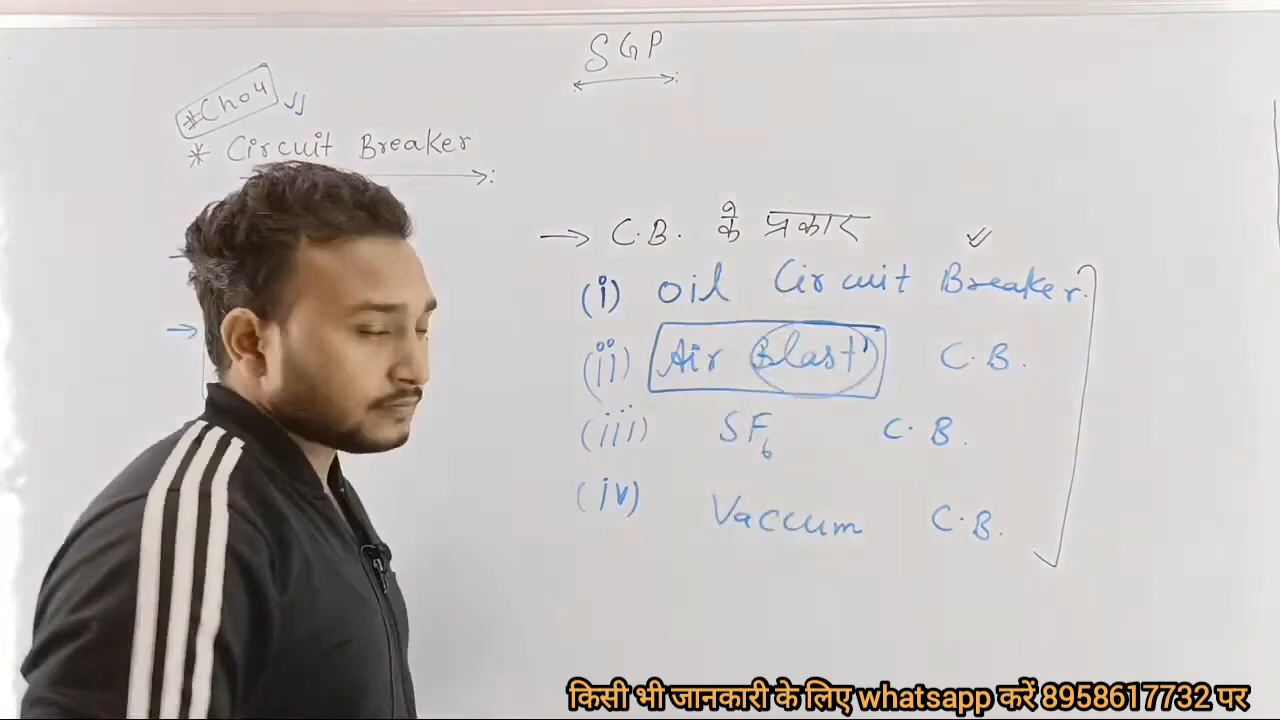 SGP
#Ch04
* Circuit Breaker
→ C.B. के प्रकार
(i) Oil Circuit Breaker.
(ii) Air Blast C.B.
(iii) SF₆ C.B.
(iv) Vaccum C.B.
किसी भी जानकारी के लिए whatsapp करें 8958617732 पर